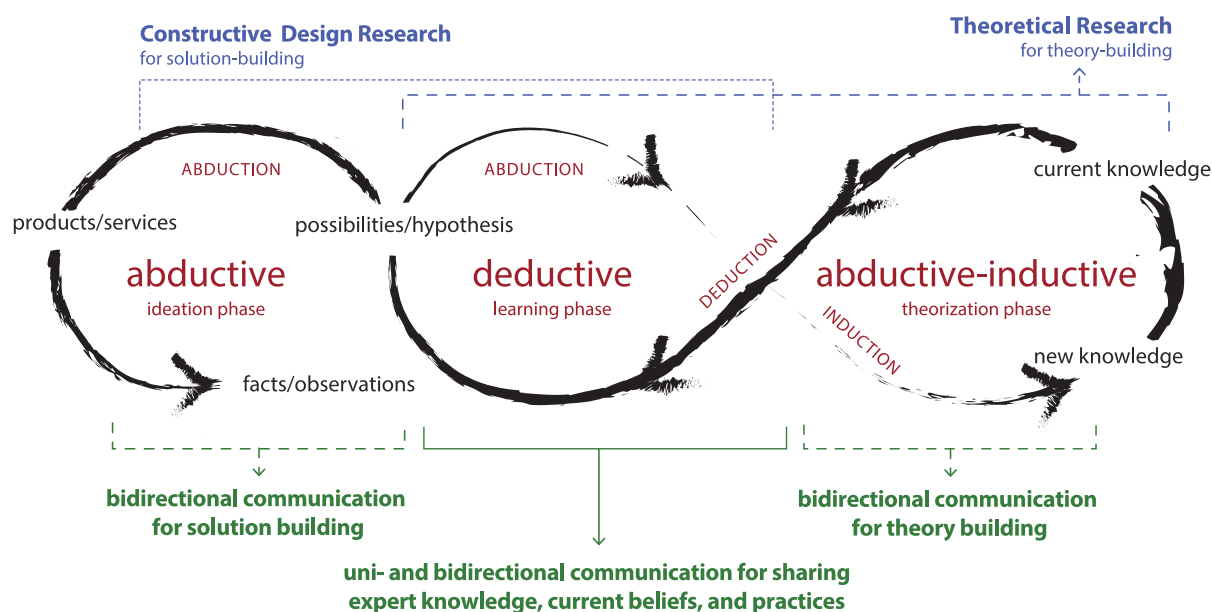 Constructive Design Research
for solution-building
Theoretical Research
for theory-building
ABDUCTION
ABDUCTION
current knowledge
products/services
possibilities/hypothesis
DEDUCTION
abductive
ideation phase
deductive
learning phase
abductive-inductive
theorization phase
INDUCTION
new knowledge
facts/observations
bidirectional communication
for solution building
bidirectional communication
for theory building
uni- and bidirectional communication for sharing
expert knowledge, current beliefs, and practices